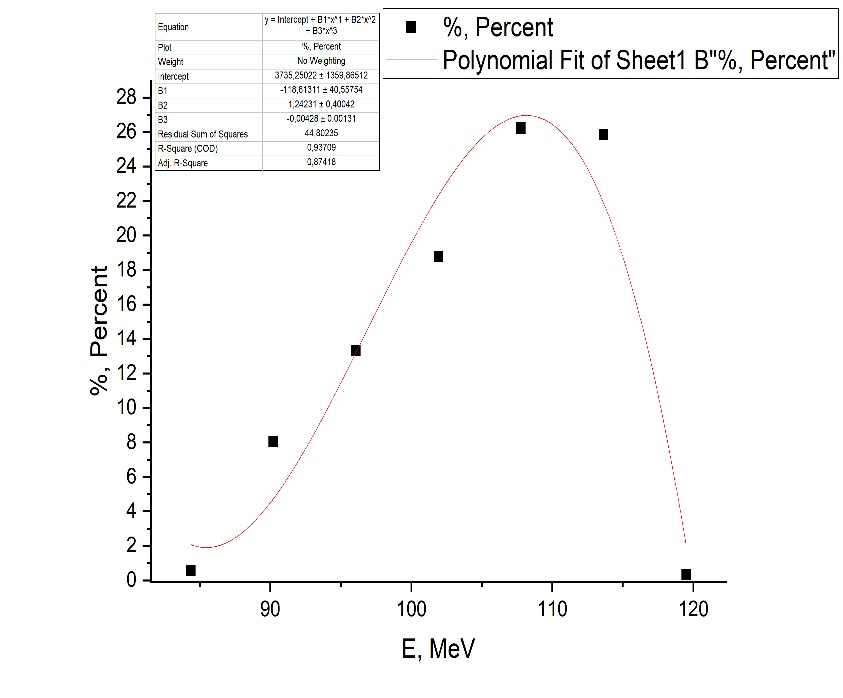 Equation y = Intercept + B1*x^1 + B2*x^2 + B3*x^3
Plot %, Percent
Weight No Weighting
Intercept 3735,25022 ± 1359,86512
B1 -118,61311 ± 40,55754
B2 1,24231 ± 0,40042
B3 -0,00428 ± 0,00131
Residual Sum of Squares 44,80235
R-Square (COD) 0,93709
Adj. R-Square 0,87418
%, Percent
Polynomial Fit of Sheet1 B"%, Percent"
28
26
24
22
20
18
16
14
12
10
8
6
4
2
0
%, Percent
90 100 110 120
E, MeV